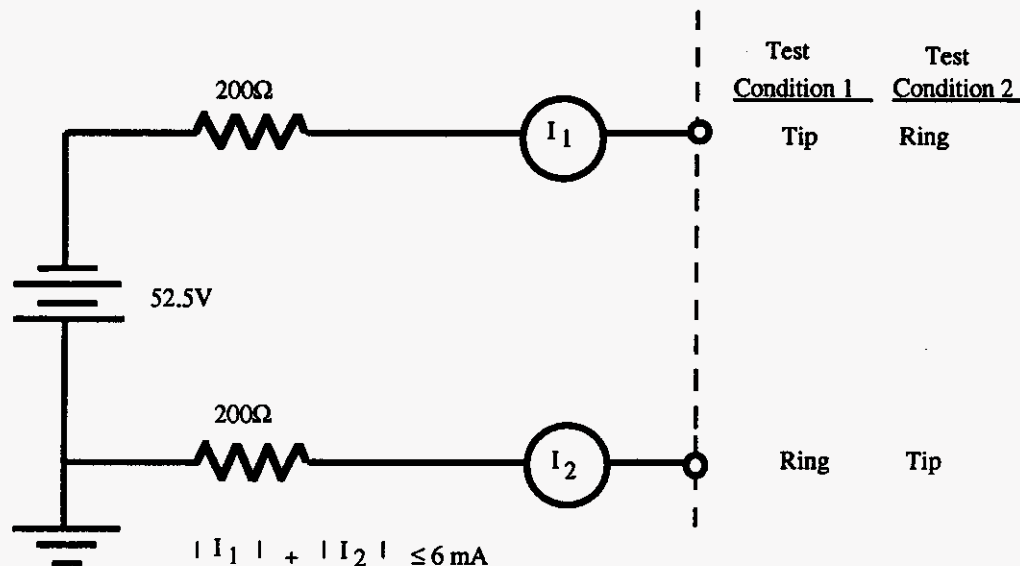 Test Test
Condition 1 Condition 2
200Ω
I1
Tip Ring
52.5V
200Ω
I2
Ring Tip
| I1 | + | I2 | ≤ 6 mA